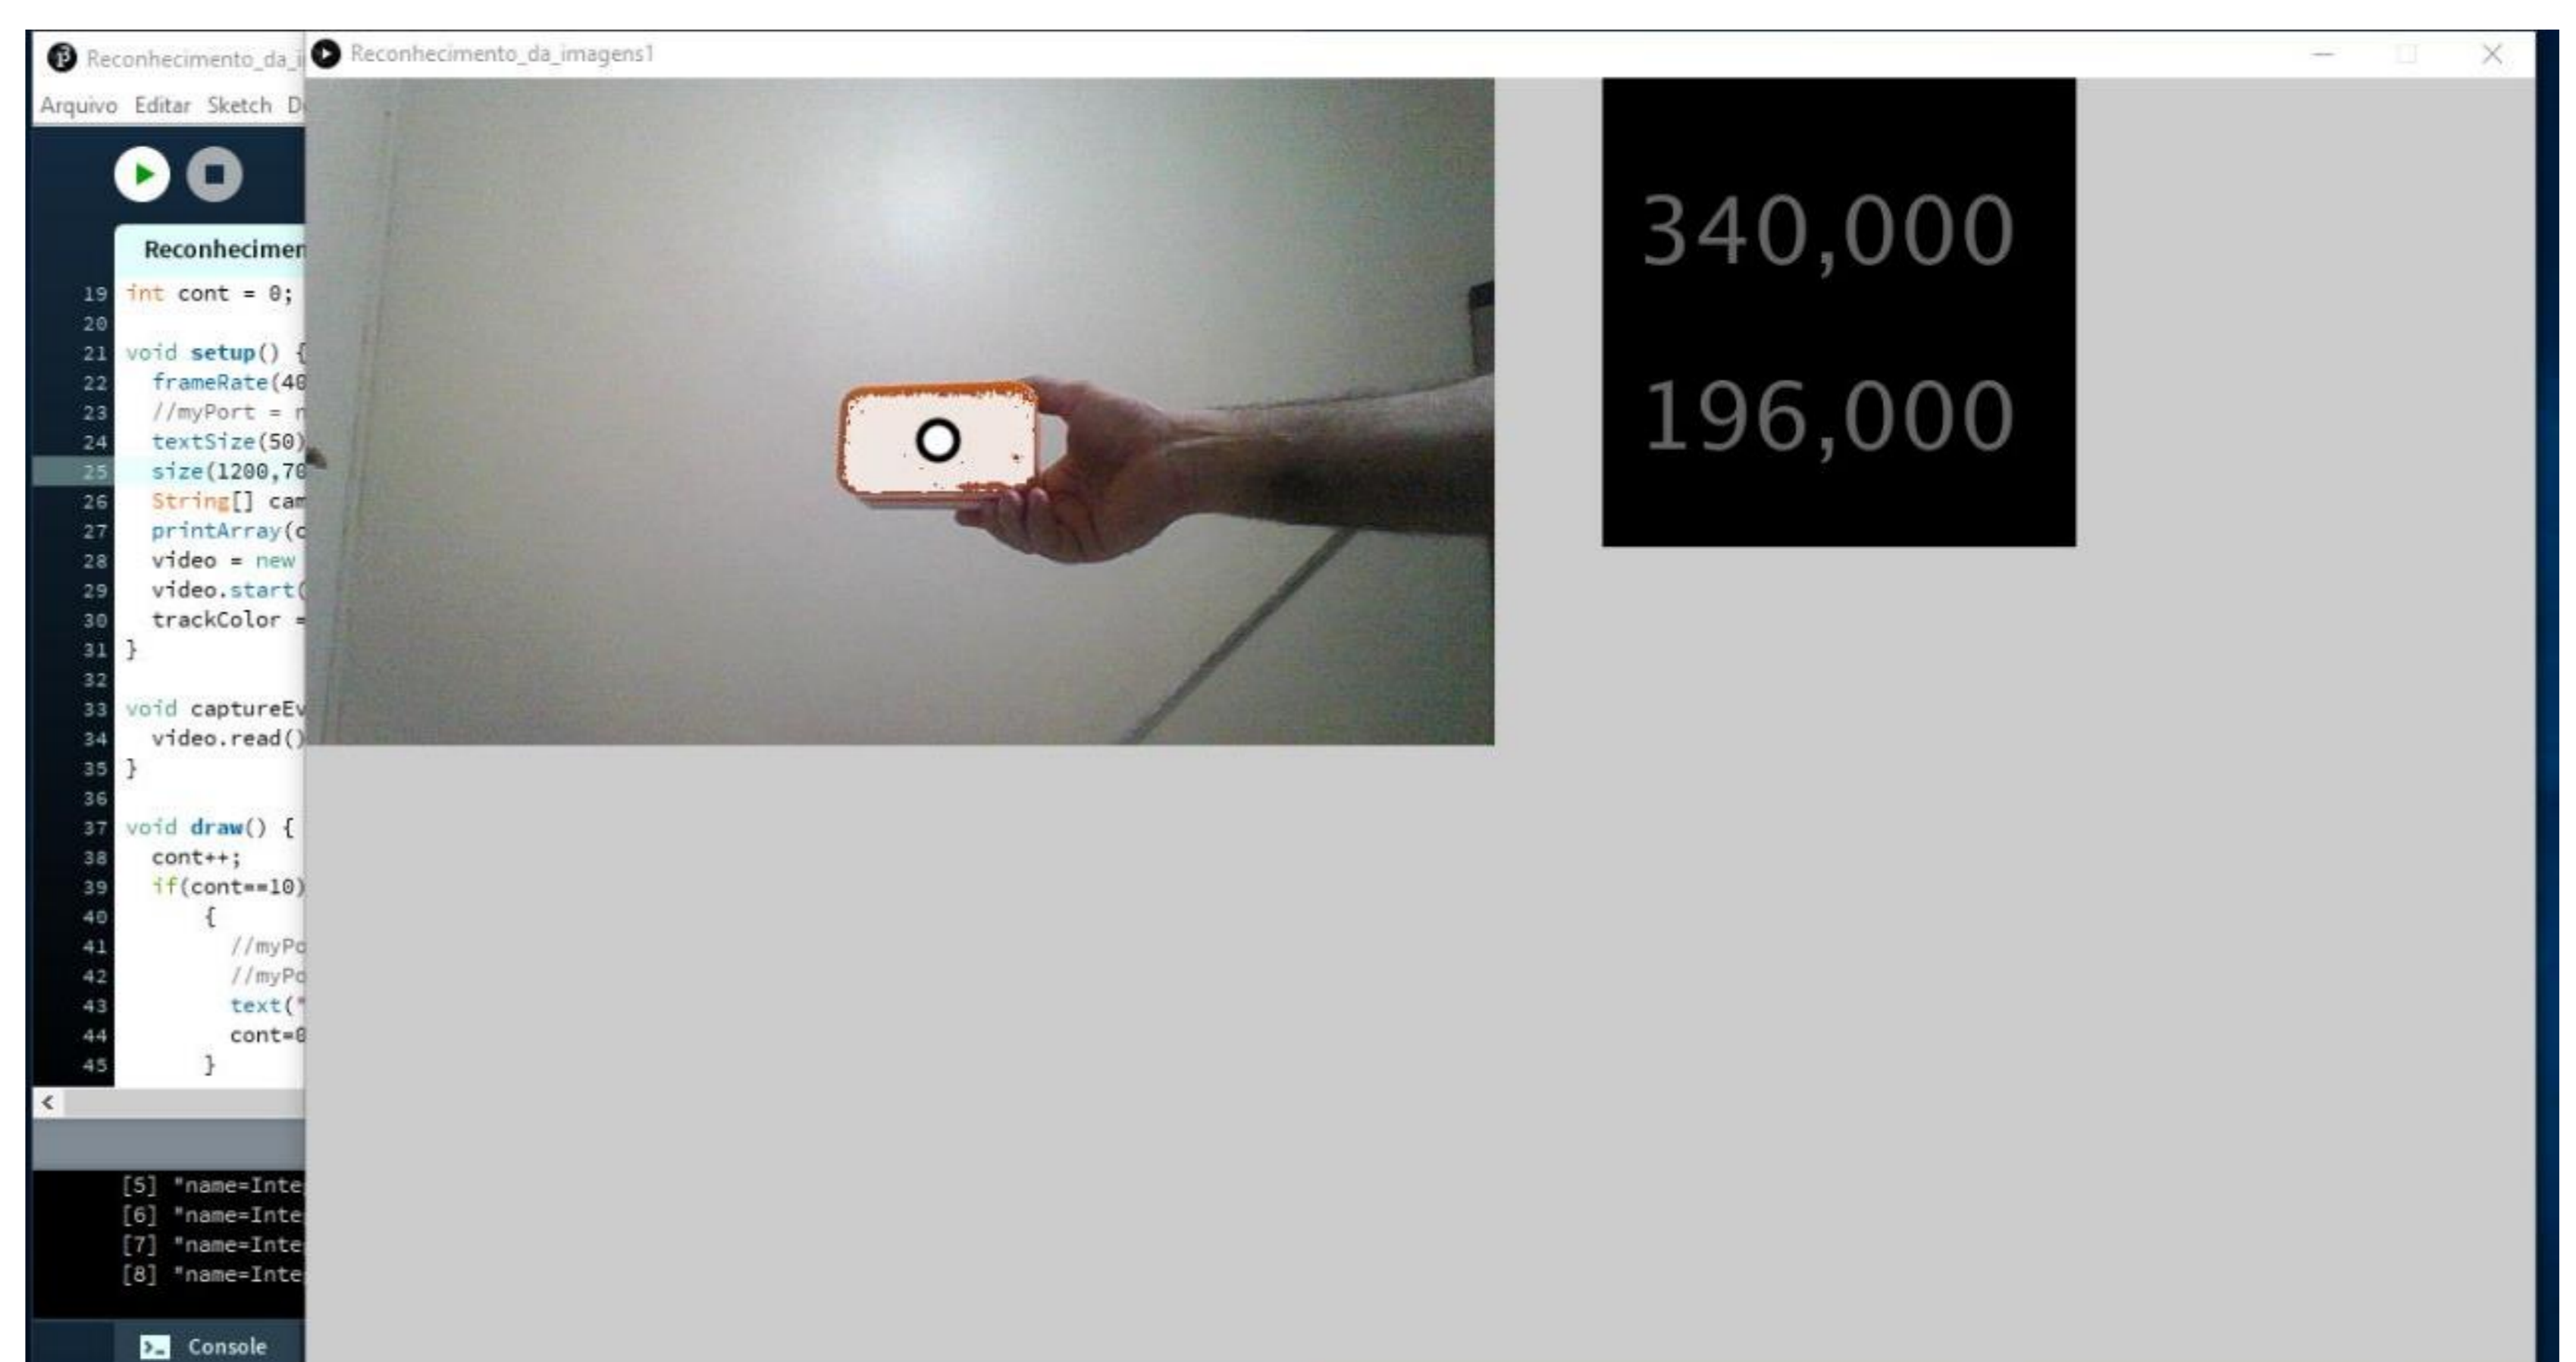 Reconhecimento_da_i
Reconhecimento_da_imagens1
Arquivo Editar Sketch D
Reconhecimen
19 int cont = 0;
20
21 void setup() {
22 frameRate(40
23 //myPort = n
24 textSize(50)
25 size(1200,70
26 String[] cam
27 printArray(c
28 video = new
29 video.start(
30 trackColor =
31 }
32
33 void captureEv
34 video.read()
35 }
36
37 void draw() {
38 cont++;
39 if(cont==10)
40 {
41 //myPo
42 //myPo
43 text("
44 cont=0
45 }
[5] "name=Inte
[6] "name=Inte
[7] "name=Inte
[8] "name=Inte
Console
340,000
196,000